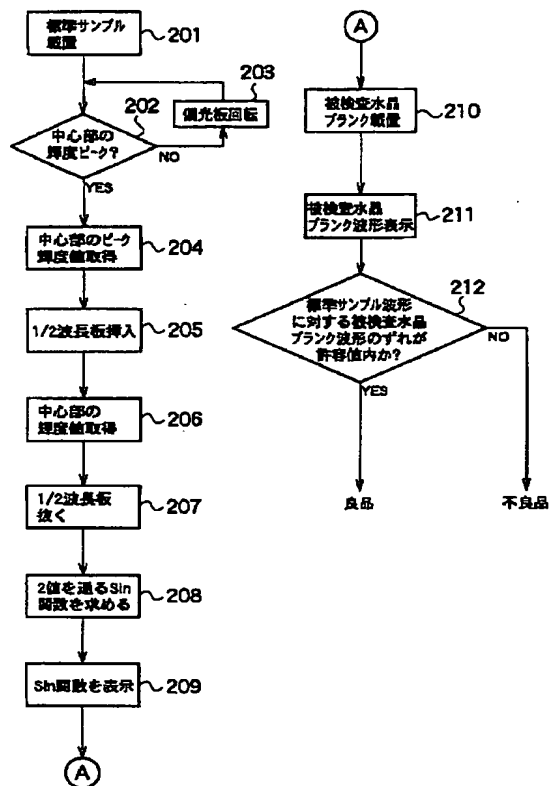 標準サンプル
載置
201
203
偏光板回転
202
中心部の
輝度ピーク?
NO
YES
中心部のピーク
輝度値取得
204
1/2波長板挿入
205
中心部の
輝度値取得
206
1/2波長板
抜く
207
2値を通るSin
関数を求める
208
Sin関数を表示
209
A
A
被検査水晶
ブランク載置
210
被検査水晶
ブランク波形表示
211
212
標準サンプル波形
に対する被検査水晶
ブランク波形のずれが
許容値内か?
NO
YES
良品
不良品